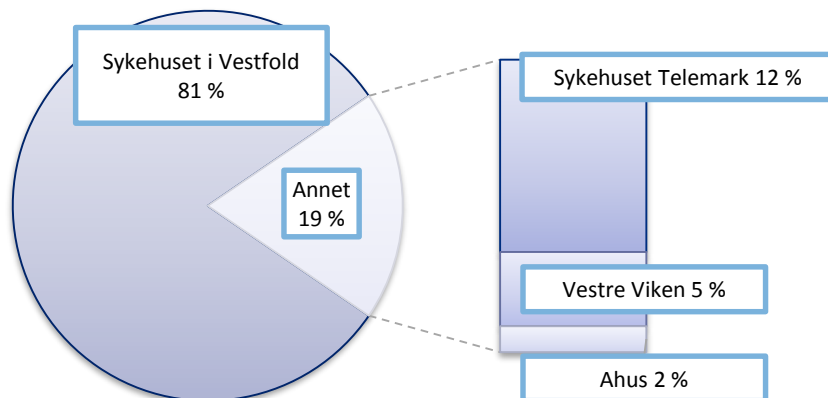 Sykehuset i Vestfold
81 %
Annet
19 %
Sykehuset Telemark 12 %
Vestre Viken 5 %
Ahus 2 %